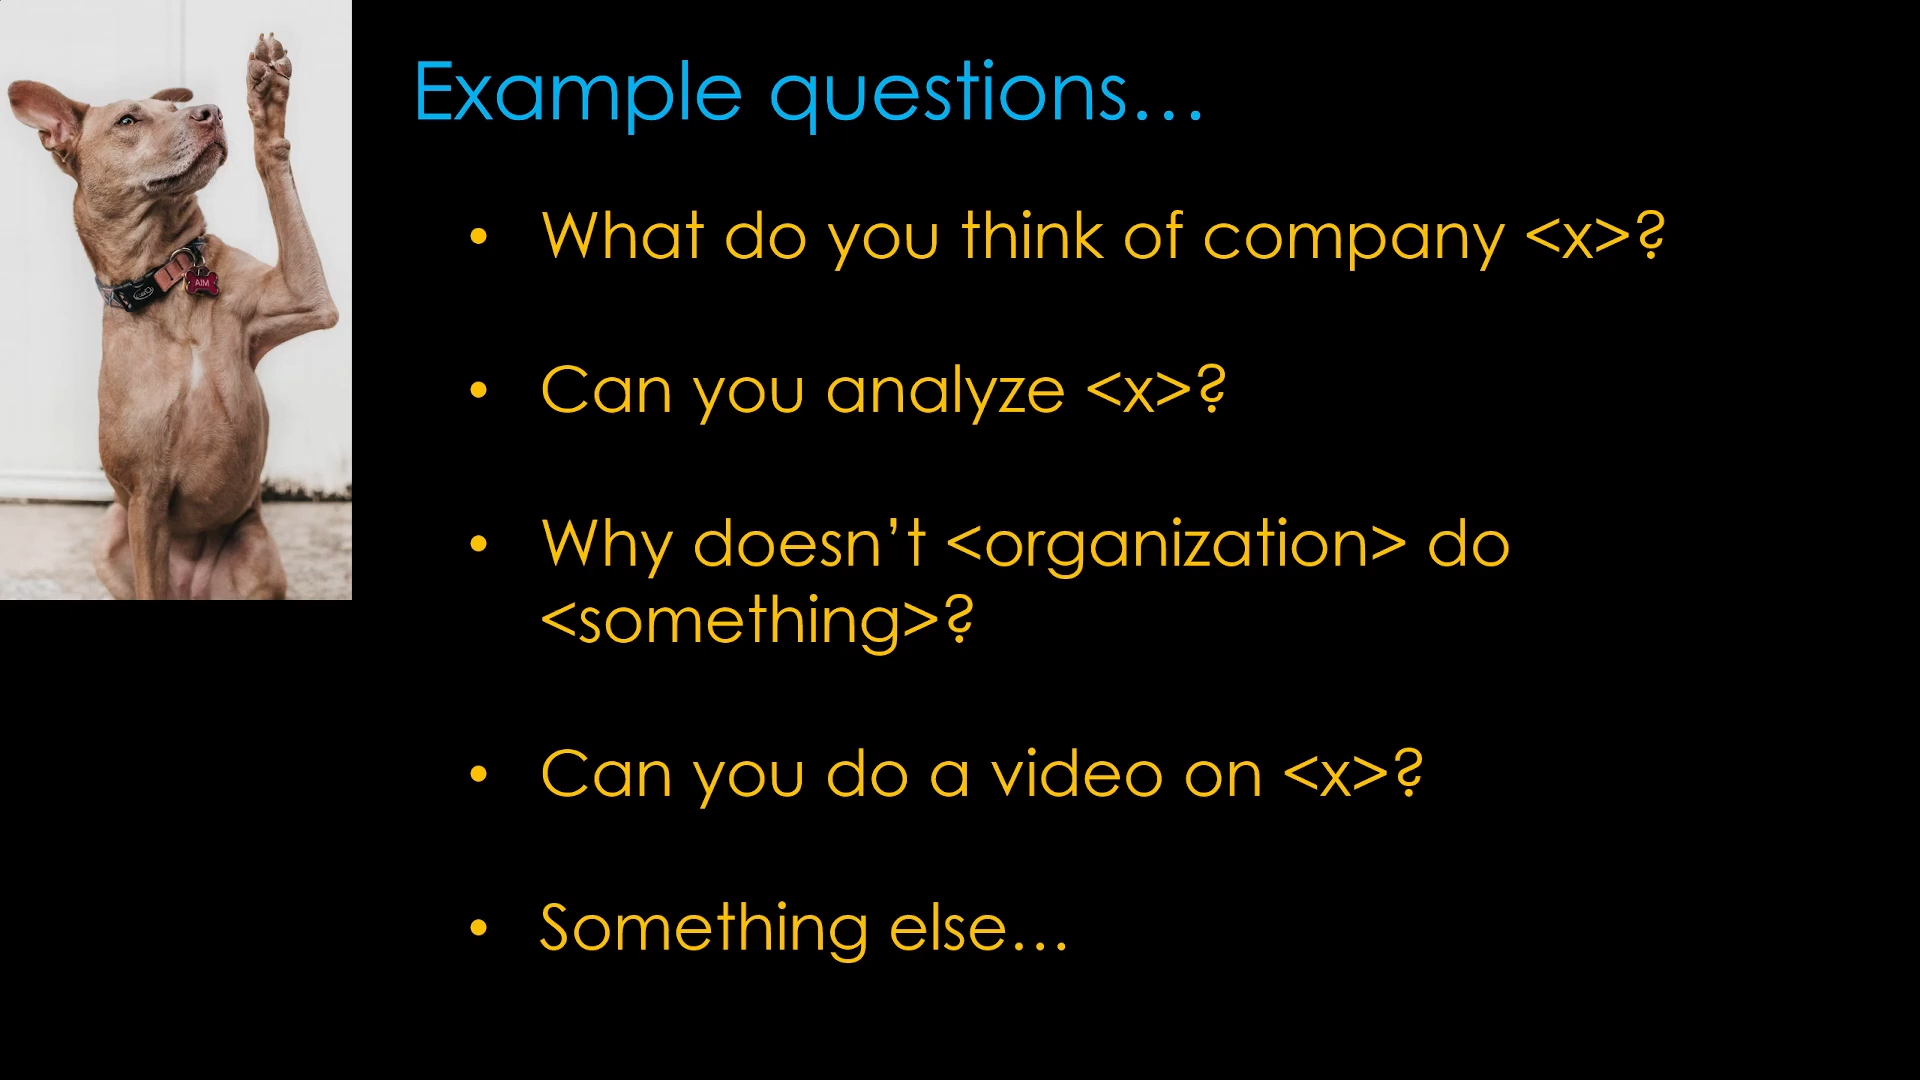 Example questions…
• What do you think of company <x>?
• Can you analyze <x>?
• Why doesn’t <organization> do
<something>?
• Can you do a video on <x>?
• Something else…
AIM